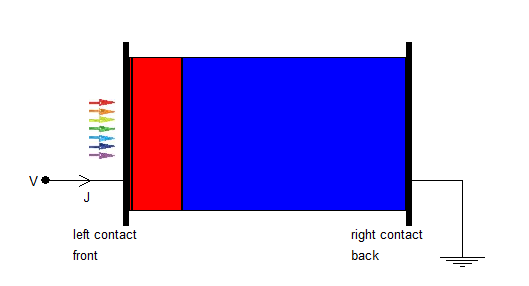 V
J
left contact
front
right contact
back